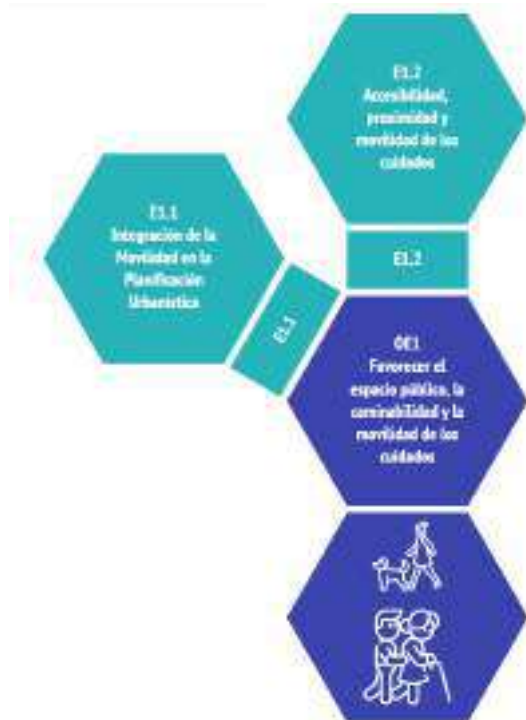 E1.2
Accesibilidad,
proximidad y
movilidad de los
cuidados
E1.1
Integración de la
Movilidad en la
Planificación
Urbanística
E1.2
E1.1
OE1
Favorecer el
espacio público, la
caminabilidad y la
movilidad de los
cuidados